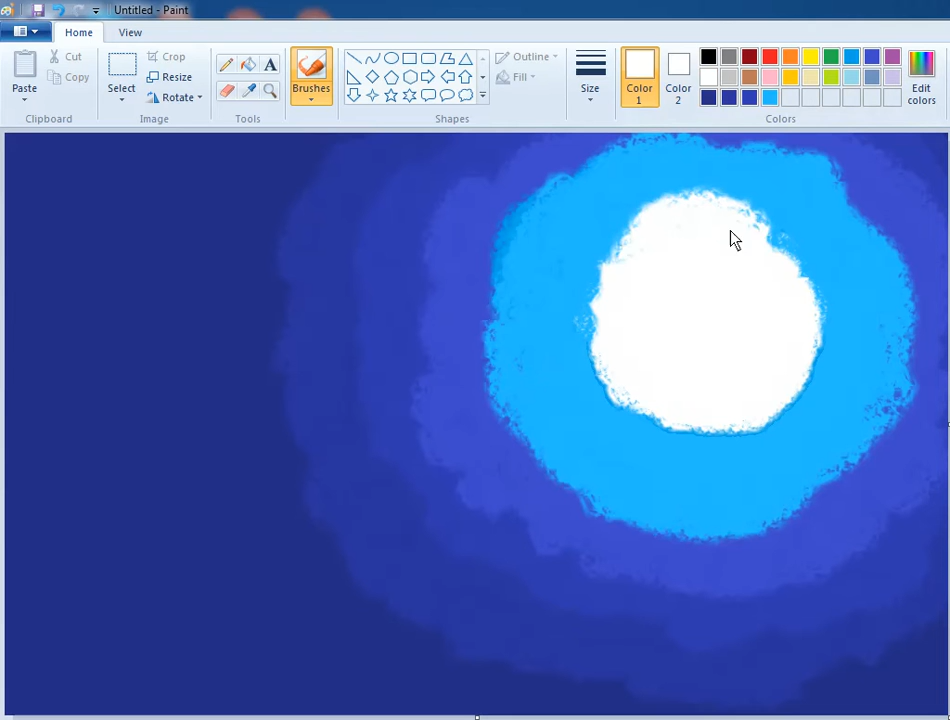 Untitled - Paint
Home View
Paste
Cut
Copy
Clipboard
Select
Crop
Resize
Rotate
Image
Tools
Brushes
Outline
Fill
Shapes
Size
Color 1
Color 2
Edit colors
Colors